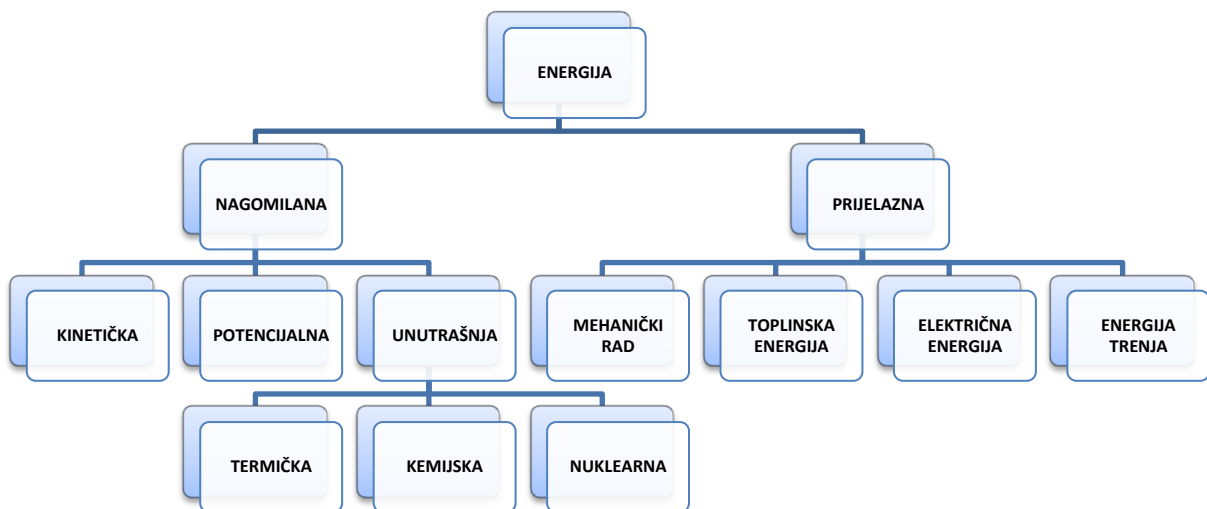 ENERGIJA
NAGOMILANA
PRIJELAZNA
KINETIČKA
POTENCIJALNA
UNUTRAŠNJA
MEHANIČKI
RAD
TOPLINSKA
ENERGIJA
ELEKTRIČNA
ENERGIJA
ENERGIJA
TRENJA
TERMIČKA
KEMIJSKA
NUKLEARNA